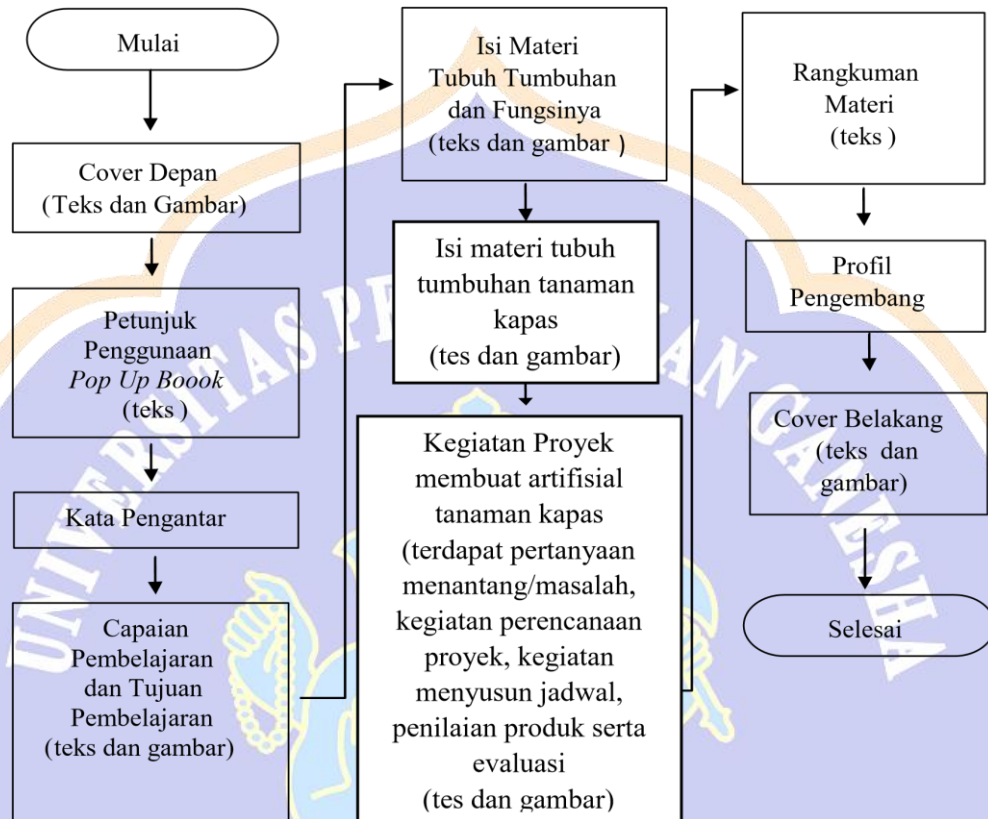 Mulai
Cover Depan
(Teks dan Gambar)
Petunjuk
Penggunaan
Pop Up Boook
(teks )
Kata Pengantar
Capaian
Pembelajaran
dan Tujuan
Pembelajaran
(teks dan gambar)
Isi Materi
Tubuh Tumbuhan
dan Fungsinya
(teks dan gambar )
Isi materi tubuh
tumbuhan tanaman
kapas
(tes dan gambar)
Kegiatan Proyek
membuat artifisial
tanaman kapas
(terdapat pertanyaan
menantang/masalah,
kegiatan perencanaan
proyek, kegiatan
menyusun jadwal,
penilaian produk serta
evaluasi
(tes dan gambar)
Rangkuman
Materi
(teks )
Profil
Pengembang
Cover Belakang
(teks dan
gambar)
Selesai
UNIVERSITAS GANESHA